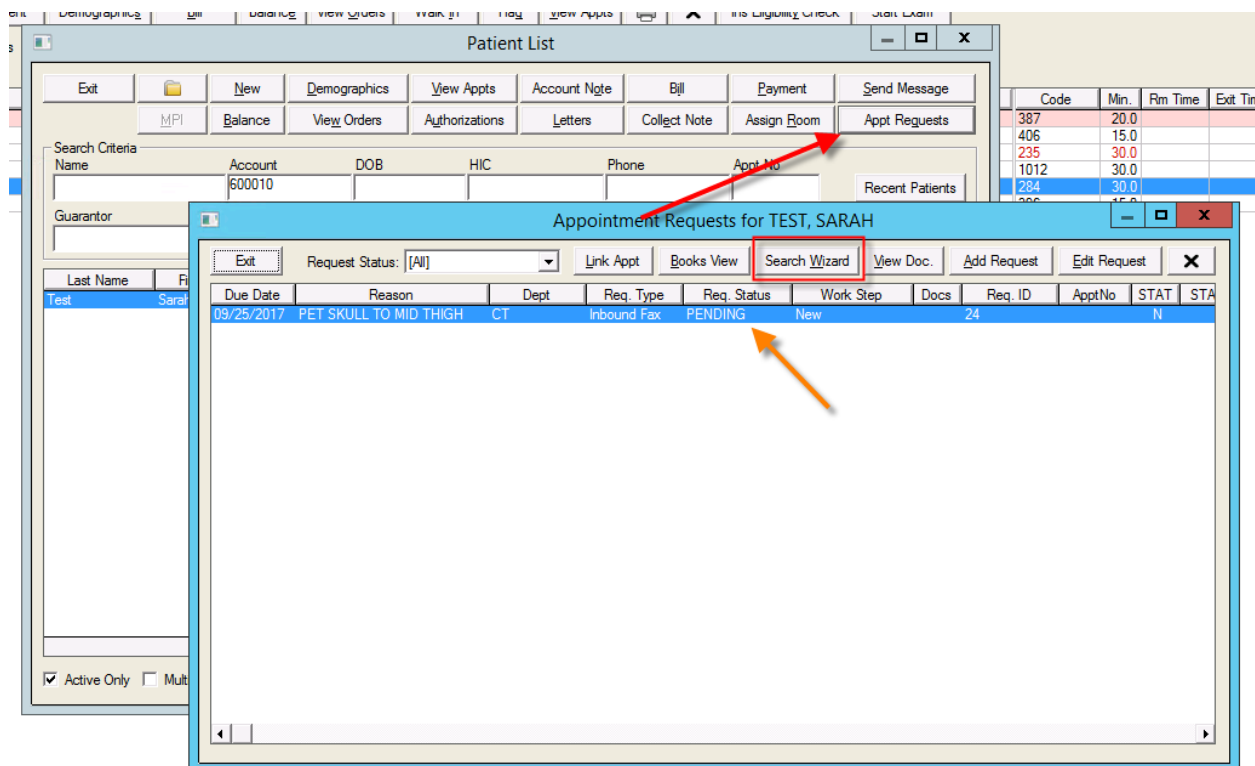 Demographics Bill Balance View Orders Walk In Flag View Appts Ins Eligibility Check Start Exam
Patient List
Exit New Demographics View Appts Account Note Bill Payment Send Message
MPI Balance View Orders Authorizations Letters Collect Note Assign Room Appt Requests
Code Min. Rm Time Exit
387 20.0
406 15.0
235 30.0
1012 30.0
284 30.0
Search Criteria
Name Account DOB HIC Phone Appt No
600010
Recent Patients
Guarantor
Last Name
Test Sarah
Active Only
Appointment Requests for TEST, SARAH
Exit Request Status: [All] Link Appt Books View Search Wizard View Doc. Add Request Edit Request
Due Date Reason Dept Req. Type Req. Status Work Step Docs Req. ID ApptNo STAT STA
09/25/2017 PET SKULL TO MID THIGH CT Inbound Fax PENDING New 24 N